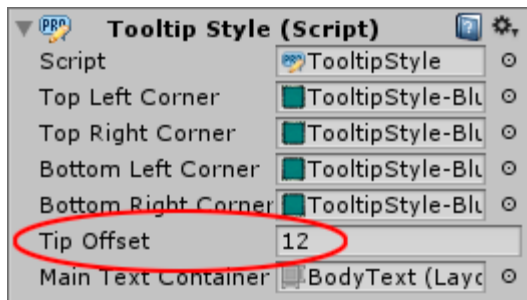 Tooltip Style (Script)
Script TooltipStyle
Top Left Corner TooltipStyle-Blu
Top Right Corner TooltipStyle-Blu
Bottom Left Corner TooltipStyle-Blu
Bottom Right Corner TooltipStyle-Blu
Tip Offset 12
Main Text Container BodyText (Layo